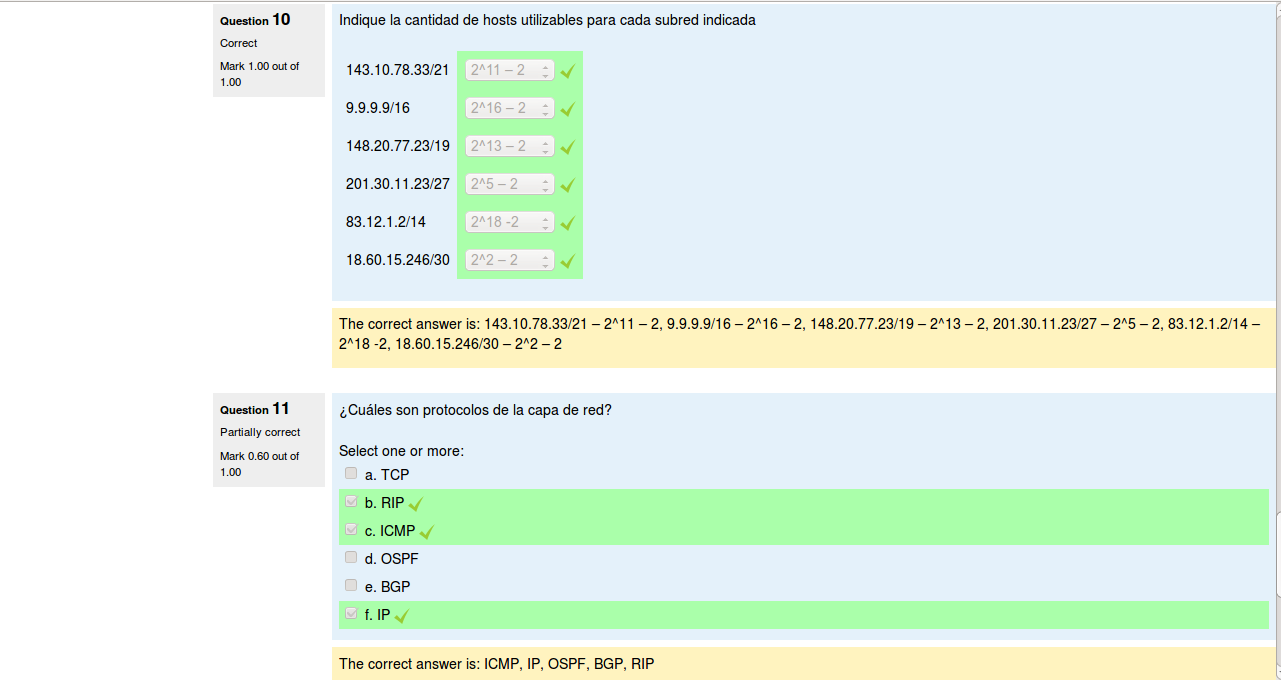 Question 10
Correct
Mark 1.00 out of
1.00
Indique la cantidad de hosts utilizables para cada subred indicada
143.10.78.33/21 2^11 – 2
9.9.9.9/16 2^16 – 2
148.20.77.23/19 2^13 – 2
201.30.11.23/27 2^5 – 2
83.12.1.2/14 2^18 -2
18.60.15.246/30 2^2 – 2
The correct answer is: 143.10.78.33/21 – 2^11 – 2, 9.9.9.9/16 – 2^16 – 2, 148.20.77.23/19 – 2^13 – 2, 201.30.11.23/27 – 2^5 – 2, 83.12.1.2/14 –
2^18 -2, 18.60.15.246/30 – 2^2 – 2
Question 11
Partially correct
Mark 0.60 out of
1.00
¿Cuáles son protocolos de la capa de red?
Select one or more:
a. TCP
b. RIP
c. ICMP
d. OSPF
e. BGP
f. IP
The correct answer is: ICMP, IP, OSPF, BGP, RIP